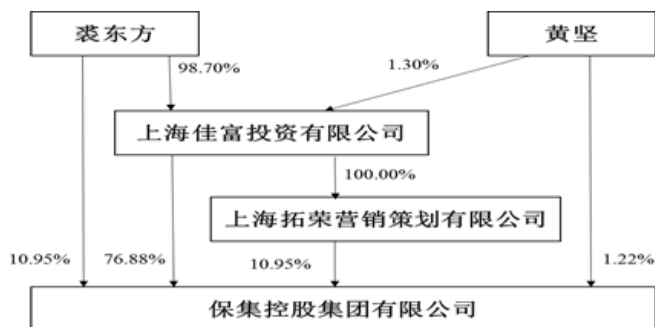 裘东方
黄坚
98.70%
1.30%
上海佳富投资有限公司
100.00%
上海拓荣营销策划有限公司
10.95%
76.88%
10.95%
1.22%
保集控股集团有限公司